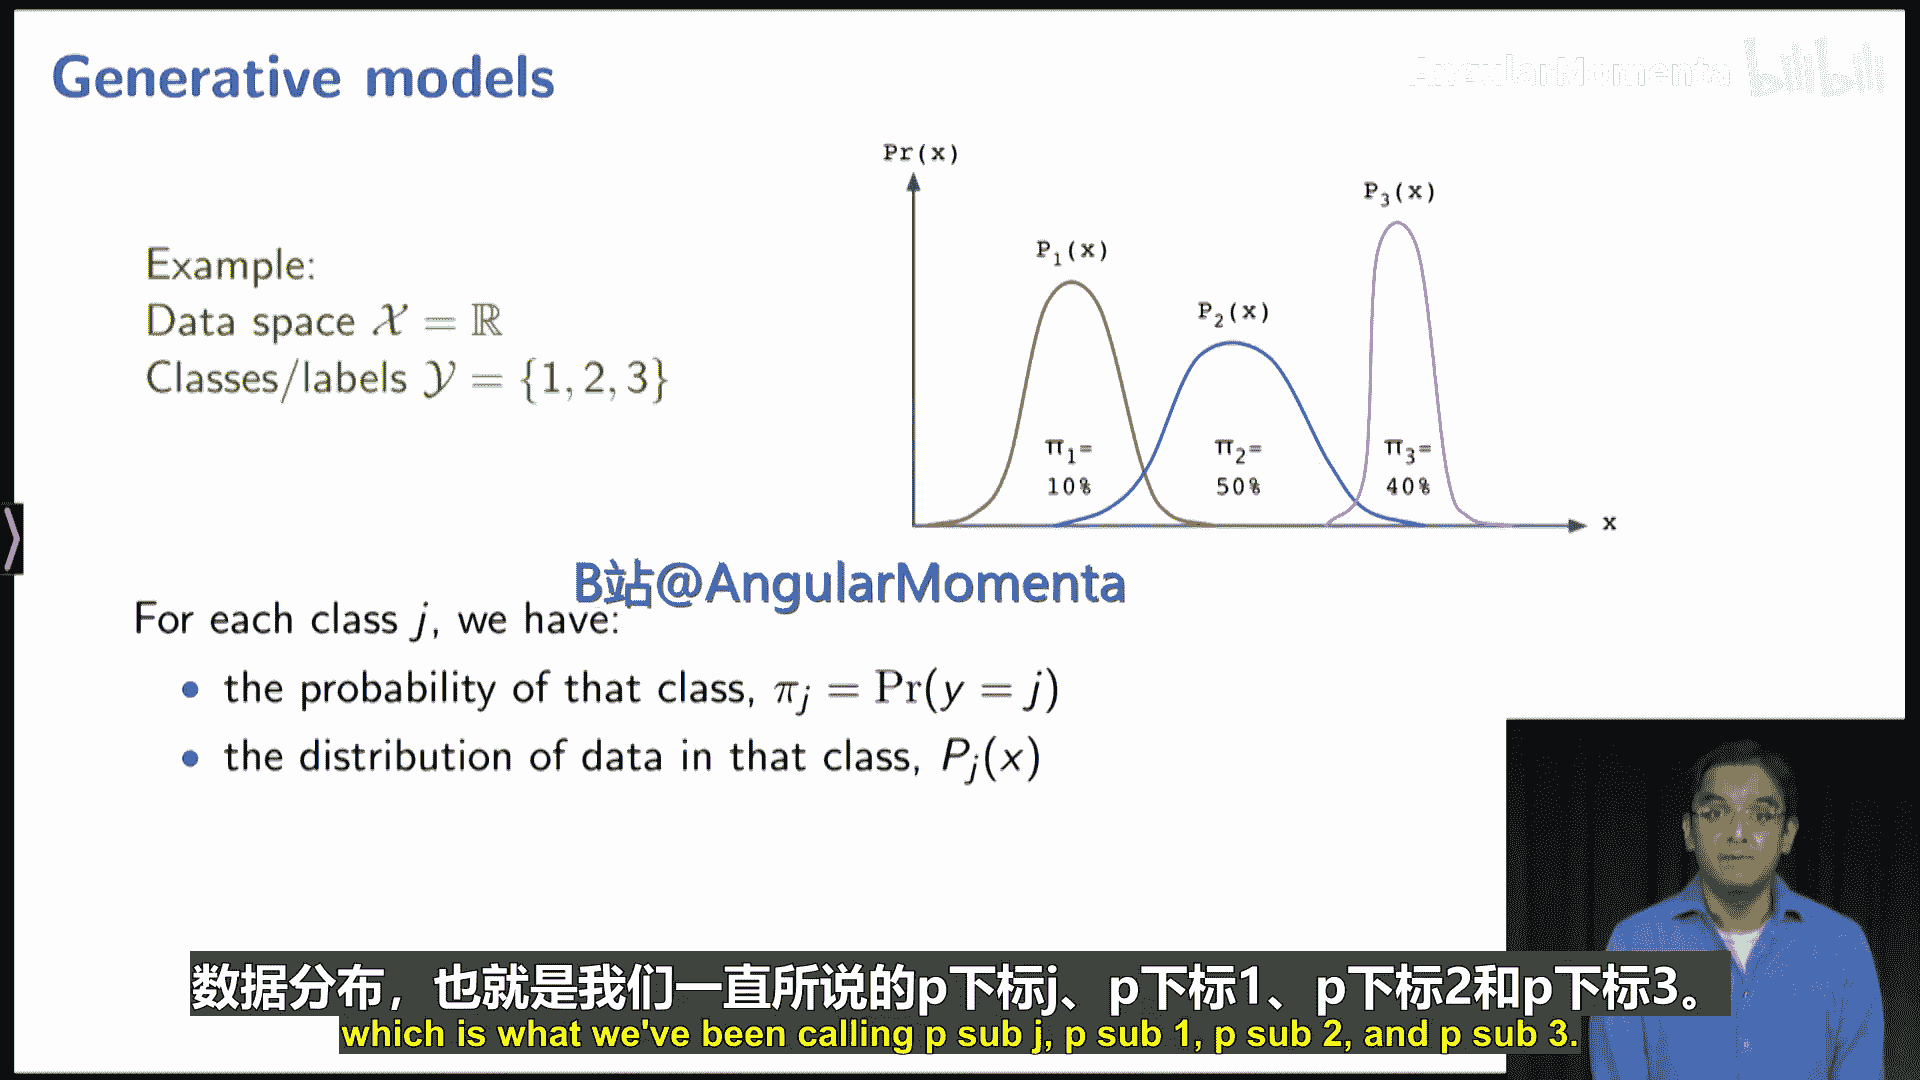 Generative models
AngularMomenta bilibili
Example:
Data space 𝒳 = ℝ
Classes/labels 𝒴 = {1, 2, 3}
Pr(x)
P₁(x)
P₂(x)
P₃(x)
π₁=
10%
π₂=
50%
π₃=
40%
x
B站@AngularMomenta
For each class j, we have:
• the probability of that class, πⱼ = Pr(y = j)
• the distribution of data in that class, Pⱼ(x)
数据分布，也就是我们一直所说的p下标j、p下标1、p下标2和p下标3。
which is what we've been calling p sub j, p sub 1, p sub 2, and p sub 3.